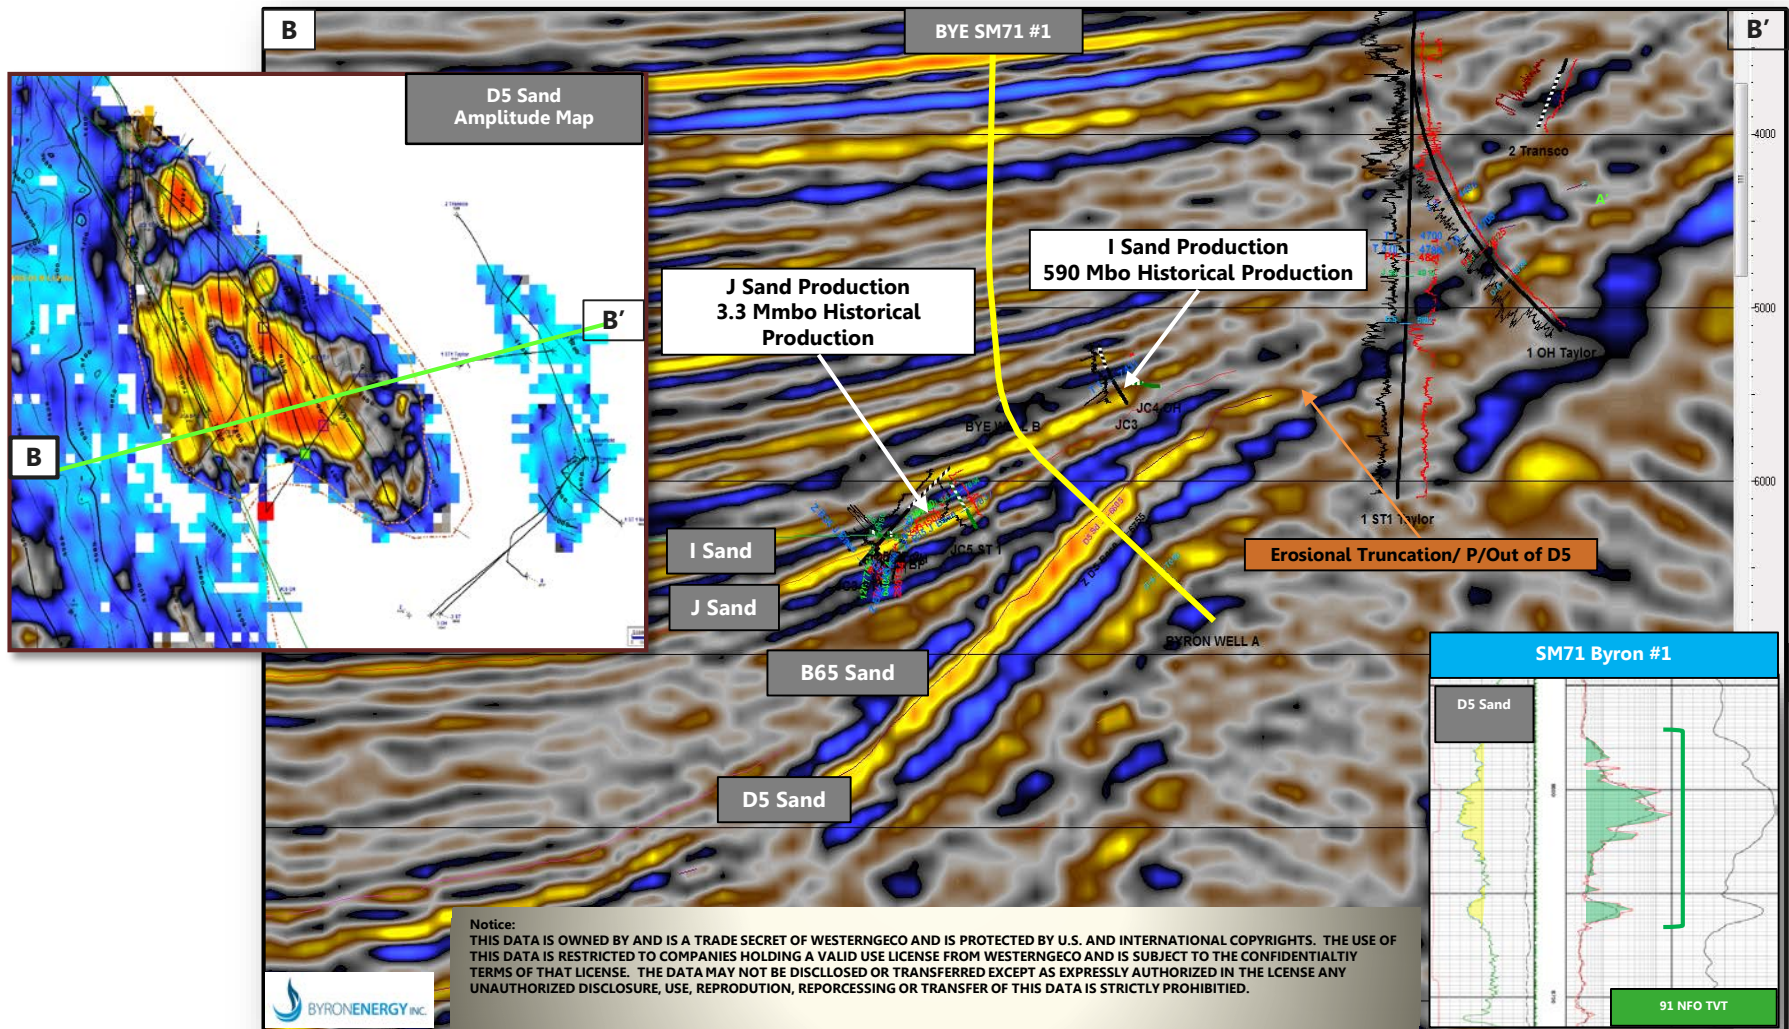 B
BYE SM71 #1
B’
D5 Sand
Amplitude Map
B’
B
4000
2 Transco
A'
I Sand Production
590 Mbo Historical Production
J Sand Production
3.3 Mmbo Historical
Production
4700
5000
1 OH Taylor
JC4 OH
JC3
6000
1 ST1 Taylor
Erosional Truncation/ P/Out of D5
JC5 ST 1
I Sand
J Sand
BYRON WELL A
B65 Sand
D5 Sand
SM71 Byron #1
D5 Sand
91 NFO TVT
Notice:
THIS DATA IS OWNED BY AND IS A TRADE SECRET OF WESTERNGECO AND IS PROTECTED BY U.S. AND INTERNATIONAL COPYRIGHTS. THE USE OF
THIS DATA IS RESTRICTED TO COMPANIES HOLDING A VALID USE LICENSE FROM WESTERNGECO AND IS SUBJECT TO THE CONFIDENTIALTIY
TERMS OF THAT LICENSE. THE DATA MAY NOT BE DISCLLOSED OR TRANSFERRED EXCEPT AS EXPRESSLY AUTHORIZED IN THE LCENSE ANY
UNAUTHORIZED DISCLOSURE, USE, REPRODUTION, REPORCESSING OR TRANSFER OF THIS DATA IS STRICTLY PROHIBITIED.
BYRONENERGY INC.